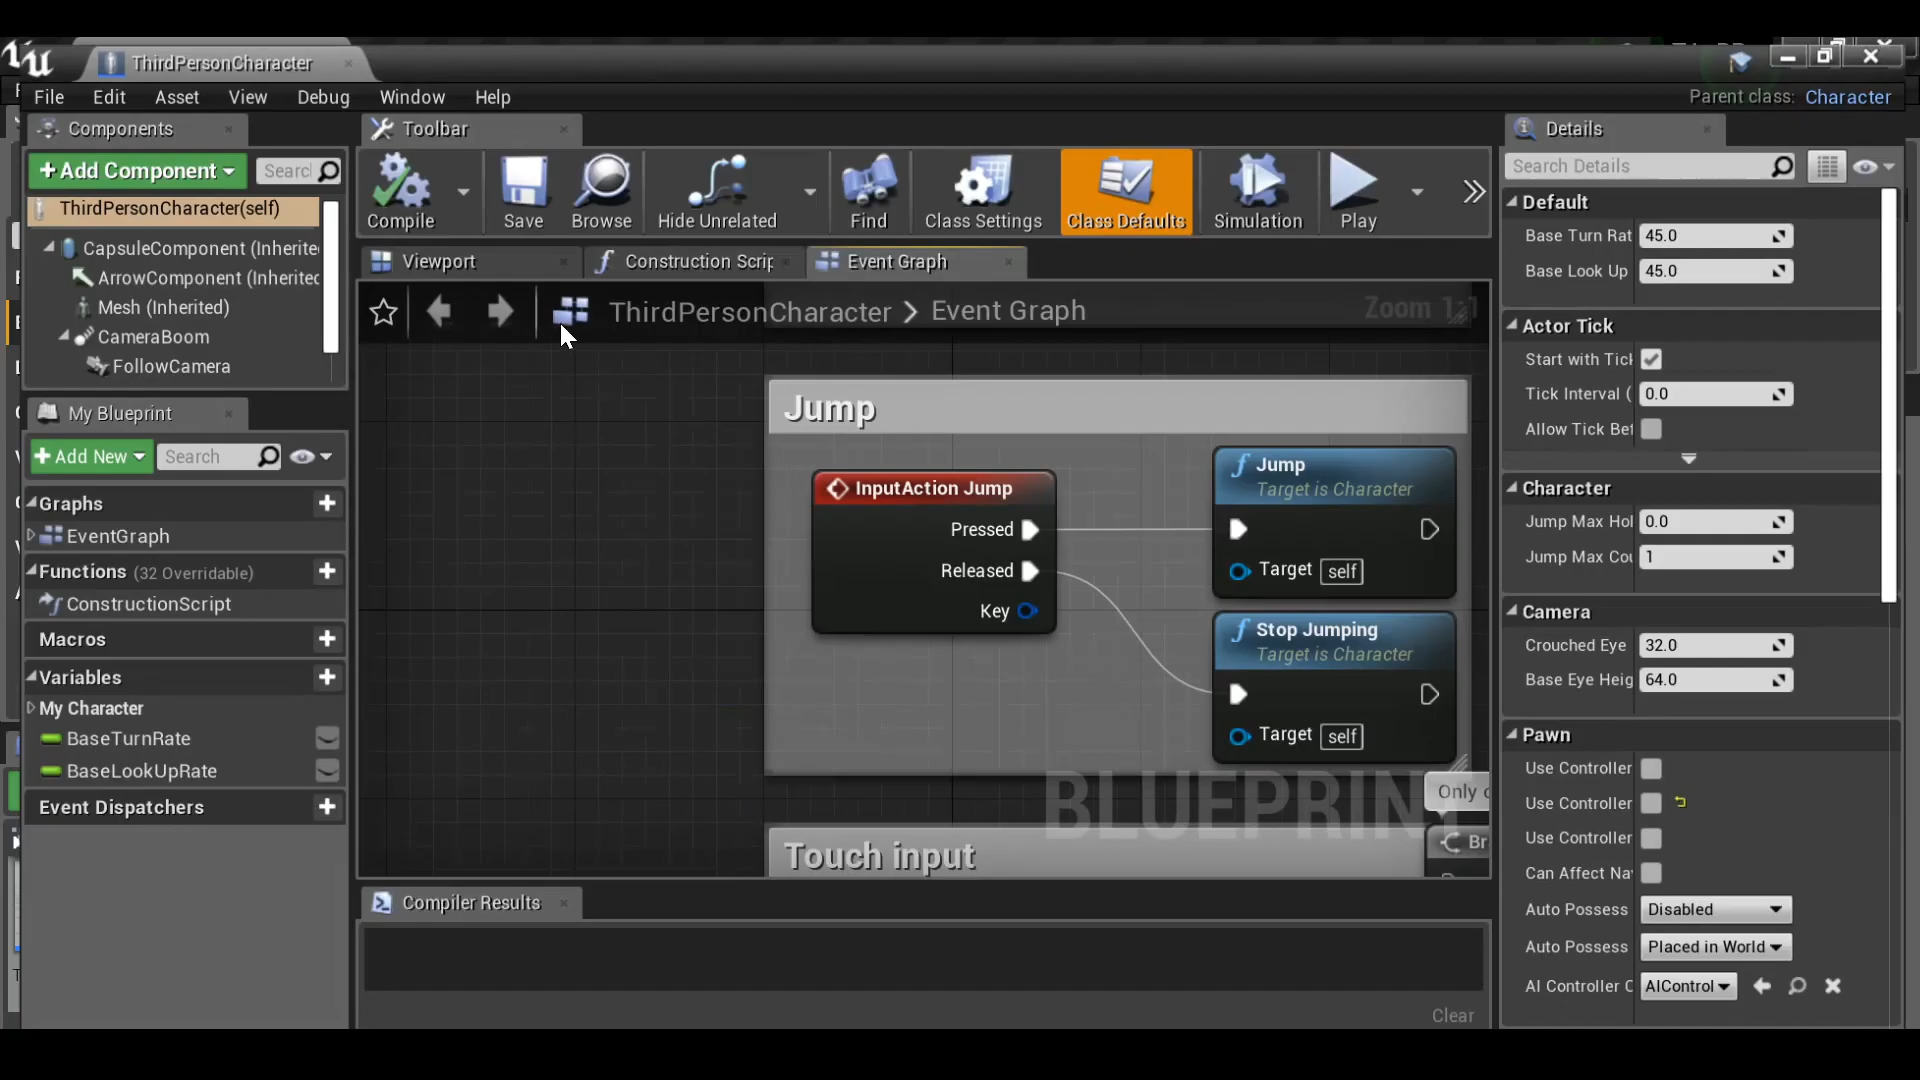 ThirdPersonCharacter
File Edit Asset View Debug Window Help
Parent class: Character
Components
Toolbar
Details
+Add Component
Search
ThirdPersonCharacter(self)
CapsuleComponent (Inherite
ArrowComponent (Inherited
Mesh (Inherited)
CameraBoom
FollowCamera
Compile
Save
Browse
Hide Unrelated
Find
Class Settings
Class Defaults
Simulation
Play
Viewport
Construction Scrip
Event Graph
ThirdPersonCharacter > Event Graph
Zoom 1:1
Jump
InputAction Jump
Pressed
Released
Key
Jump
Target is Character
Target self
Stop Jumping
Target is Character
Target self
BLUEPRIN
Only
Br
Touch input
My Blueprint
+Add New
Search
Graphs
EventGraph
Functions (32 Overridable)
ConstructionScript
Macros
Variables
My Character
BaseTurnRate
BaseLookUpRate
Event Dispatchers
Compiler Results
Clear
Search Details
Default
Base Turn Rat 45.0
Base Look Up 45.0
Actor Tick
Start with Tick
Tick Interval ( 0.0
Allow Tick Bef
Character
Jump Max Hol 0.0
Jump Max Cou 1
Camera
Crouched Eye 32.0
Base Eye Heig 64.0
Pawn
Use Controller
Use Controller
Use Controller
Can Affect Na
Auto Possess Disabled
Auto Possess Placed in World
AI Controller C AIControl